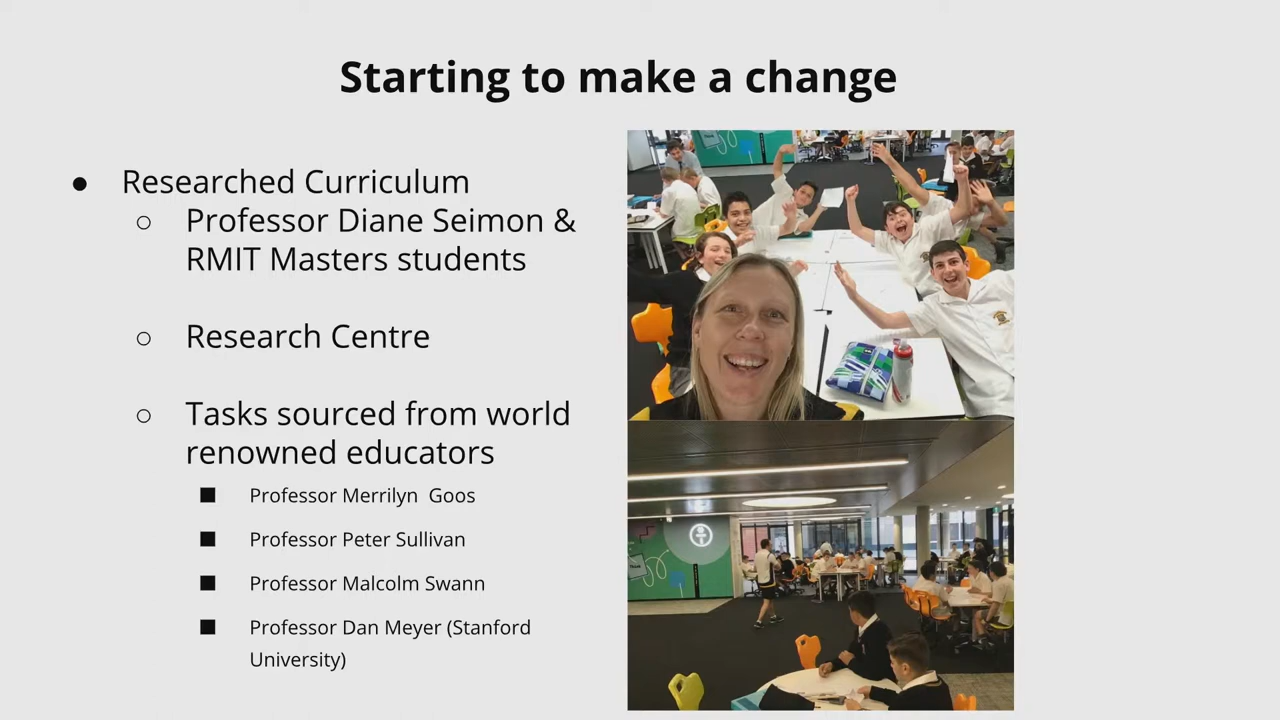 Starting to make a change
● Researched Curriculum
○ Professor Diane Seimon &
RMIT Masters students
○ Research Centre
○ Tasks sourced from world
renowned educators
■ Professor Merrilyn Goos
■ Professor Peter Sullivan
■ Professor Malcolm Swann
■ Professor Dan Meyer (Stanford
University)